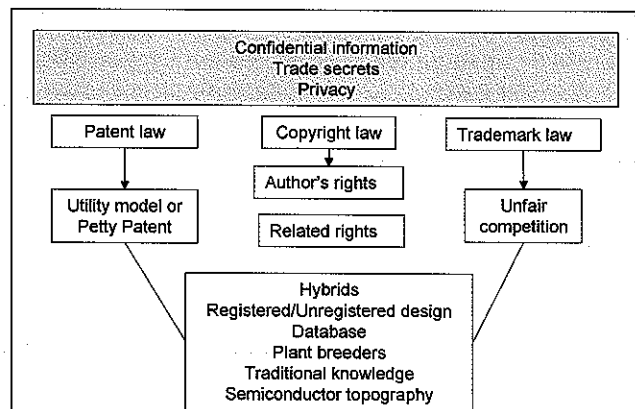 Confidential information
Trade secrets
Privacy
Patent law
Copyright law
Trademark law
Author's rights
Utility model or
Petty Patent
Related rights
Unfair
competition
Hybrids
Registered/Unregistered design
Database
Plant breeders
Traditional knowledge
Semiconductor topography